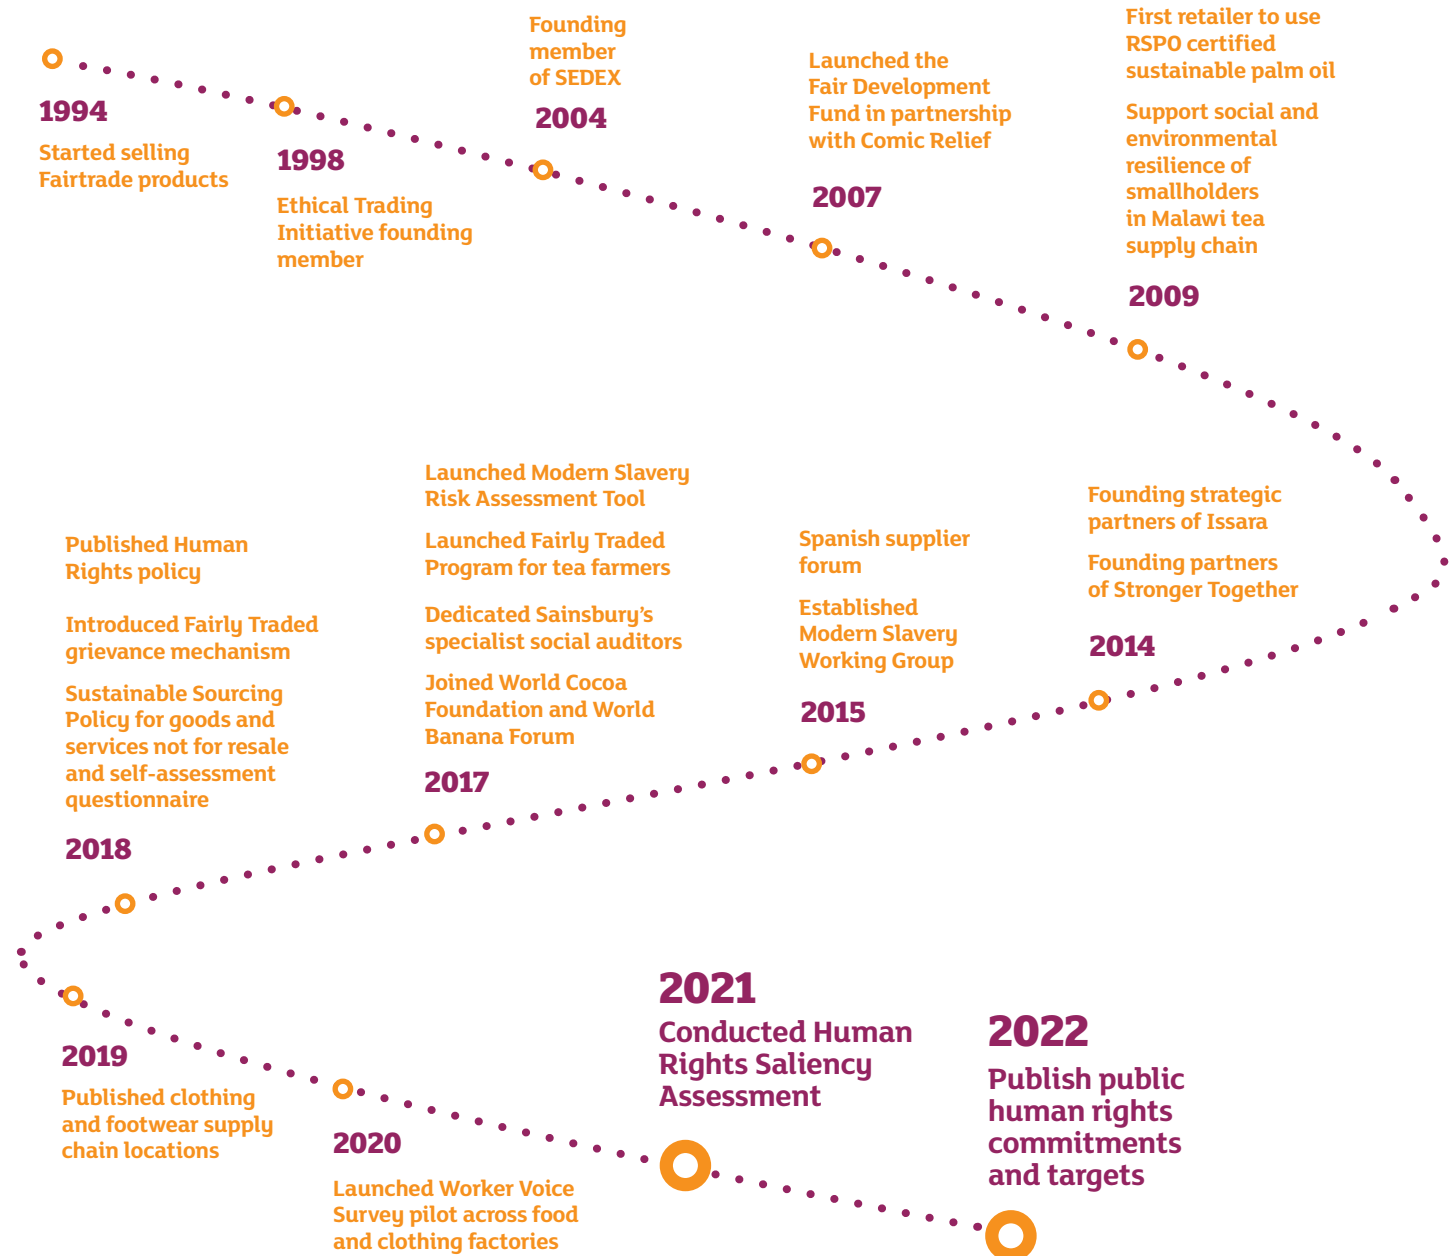 1994
Started selling
Fairtrade products
1998
Ethical Trading
Initiative founding
member
Founding
member
of SEDEX
2004
Launched the
Fair Development
Fund in partnership
with Comic Relief
2007
First retailer to use
RSPO certified
sustainable palm oil
Support social and
environmental
resilience of
smallholders
in Malawi tea
supply chain
2009
Founding strategic
partners of Issara
Founding partners
of Stronger Together
2014
Spanish supplier
forum
Established
Modern Slavery
Working Group
2015
Launched Modern Slavery
Risk Assessment Tool
Launched Fairly Traded
Program for tea farmers
Dedicated Sainsbury's
specialist social auditors
Joined World Cocoa
Foundation and World
Banana Forum
2017
Published Human
Rights policy
Introduced Fairly Traded
grievance mechanism
Sustainable Sourcing
Policy for goods and
services not for resale
and self-assessment
questionnaire
2018
2019
Published clothing
and footwear supply
chain locations
2020
Launched Worker Voice
Survey pilot across food
and clothing factories
2021
Conducted Human
Rights Saliency
Assessment
2022
Publish public
human rights
commitments
and targets